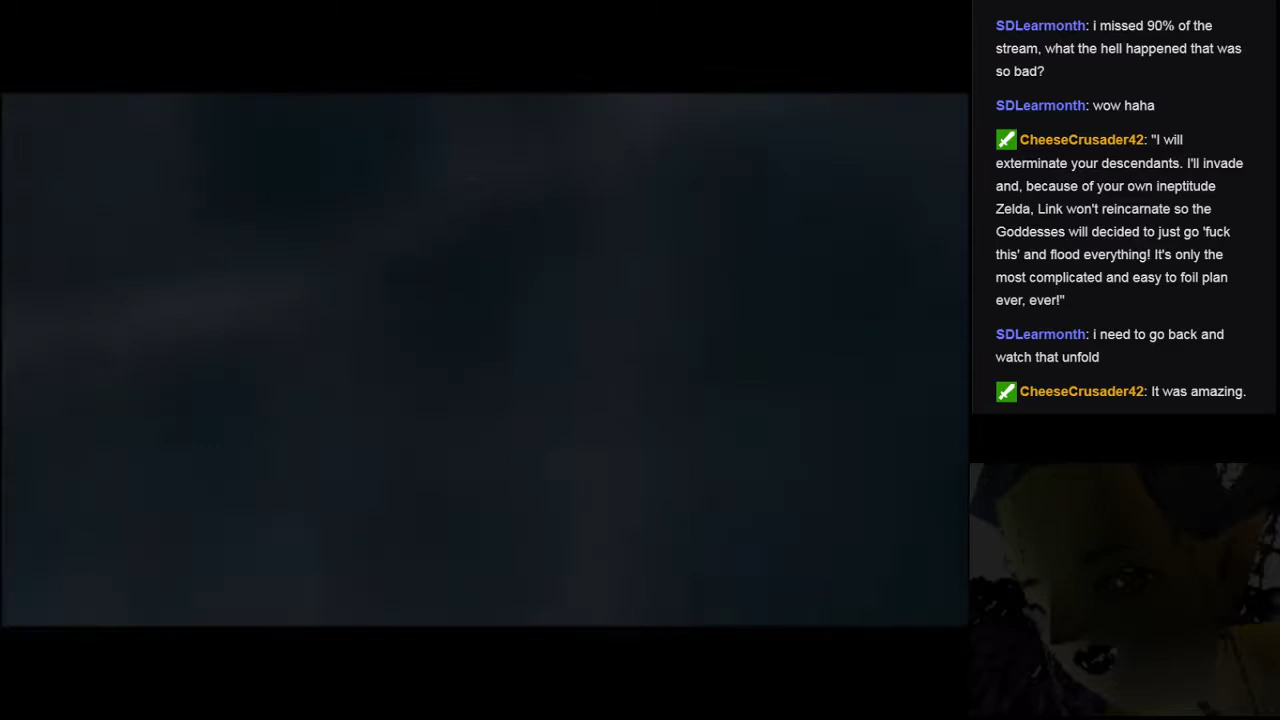 SDLearmonth: i missed 90% of the
stream, what the hell happened that was
so bad?
SDLearmonth: wow haha
CheeseCrusader42: "I will
exterminate your descendants. I'll invade
and, because of your own ineptitude
Zelda, Link won't reincarnate so the
Goddesses will decided to just go 'fuck
this' and flood everything! It's only the
most complicated and easy to foil plan
ever, ever!"
SDLearmonth: i need to go back and
watch that unfold
CheeseCrusader42: It was amazing.